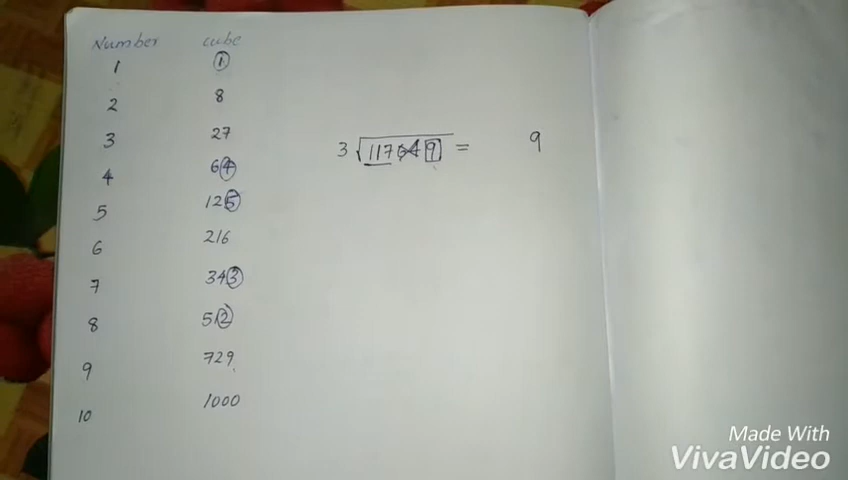 Number cube
1 1
2 8
3 27
3√117649 = 9
4 64
5 125
6 216
7 343
8 512
9 729
10 1000
Made With
VivaVideo